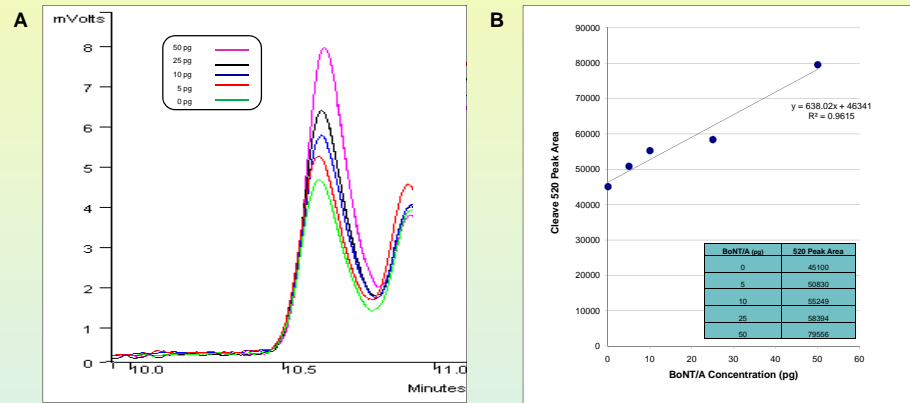 A
mVolts
8
7
6
5
4
3
2
1
0
50 pg
25 pg
10 pg
5 pg
0 pg
10.0
10.5
11.0
Minutes
B
90000
80000
70000
60000
50000
40000
30000
20000
10000
0
Cleave 520 Peak Area
y = 638.02x + 46341
R² = 0.9615
BoNT/A (pg) 520 Peak Area
0 45100
5 50830
10 55249
25 58394
50 79556
0 10 20 30 40 50 60
BoNT/A Concentration (pg)